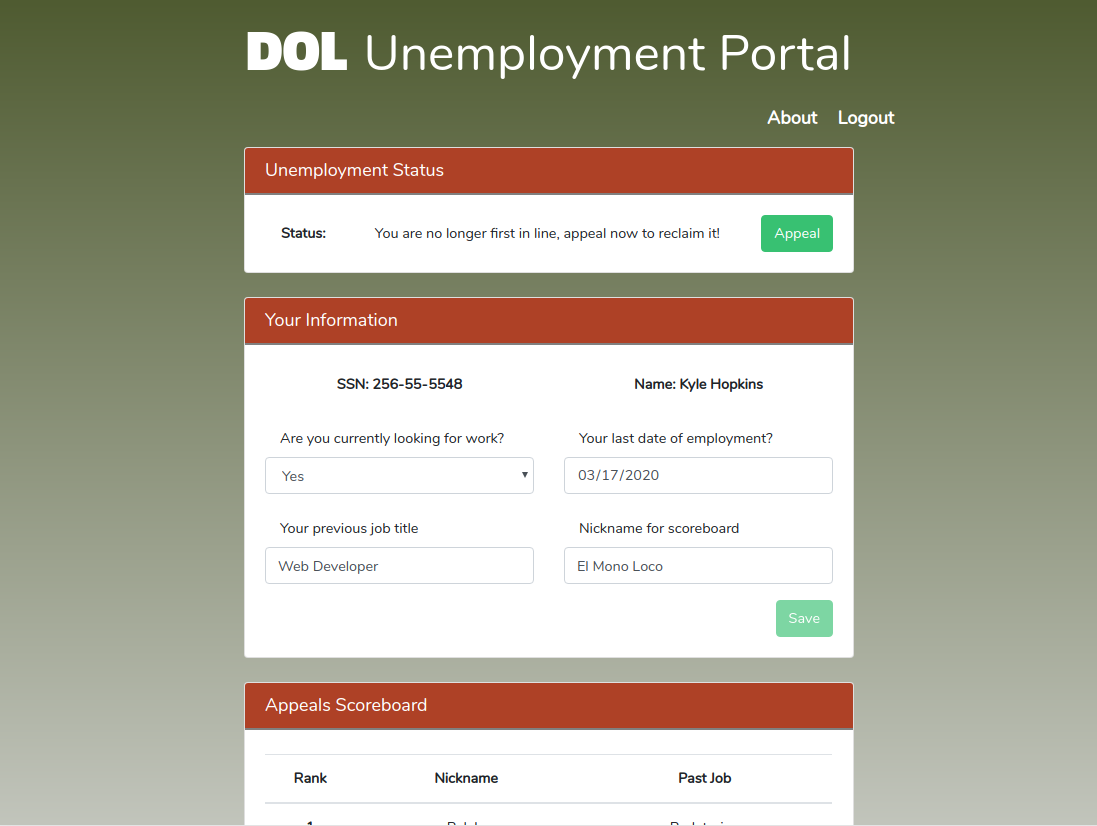 DOL Unemployment Portal
About Logout
Unemployment Status
Status: You are no longer first in line, appeal now to reclaim it! Appeal
Your Information
SSN: 256-55-5548 Name: Kyle Hopkins
Are you currently looking for work? Your last date of employment?
Yes 03/17/2020
Your previous job title Nickname for scoreboard
Web Developer El Mono Loco
Save
Appeals Scoreboard
Rank Nickname Past Job
1